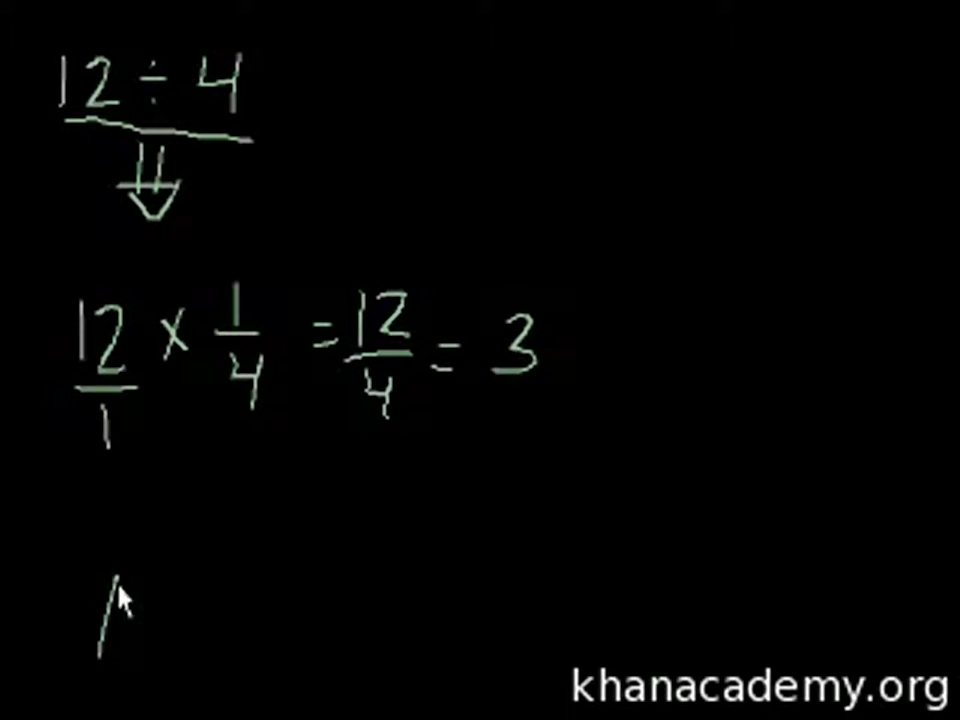 12 ÷ 4
12/1 x 1/4 = 12/4 = 3
khanacademy.org